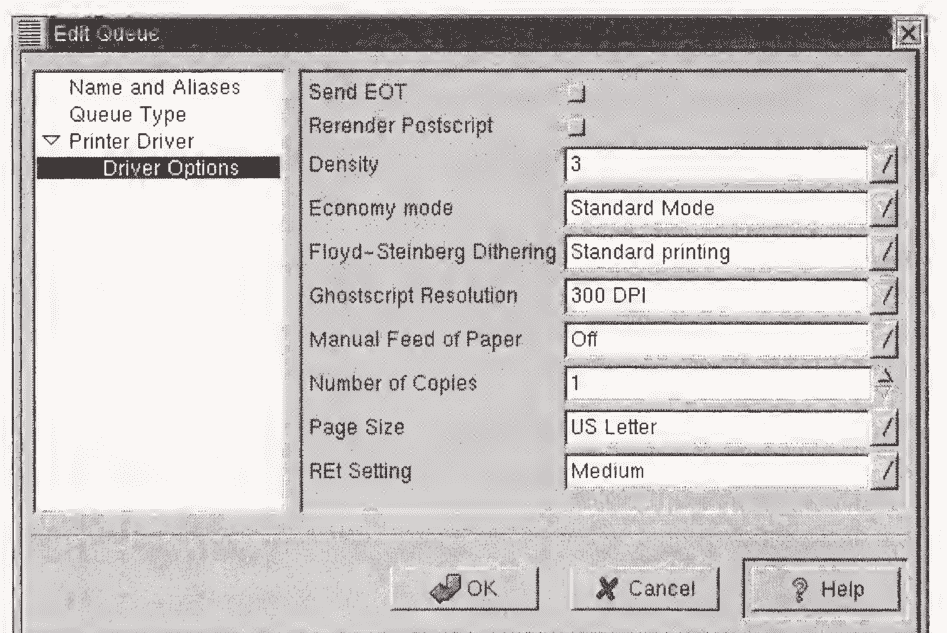 Edit Queue
Name and Aliases
Queue Type
Printer Driver
Driver Options
Send EOT
Rerender Postscript
Density 3
Economy mode Standard Mode
Floyd-Steinberg Dithering Standard printing
Ghostscript Resolution 300 DPI
Manual Feed of Paper Off
Number of Copies 1
Page Size US Letter
REt Setting Medium
OK Cancel Help